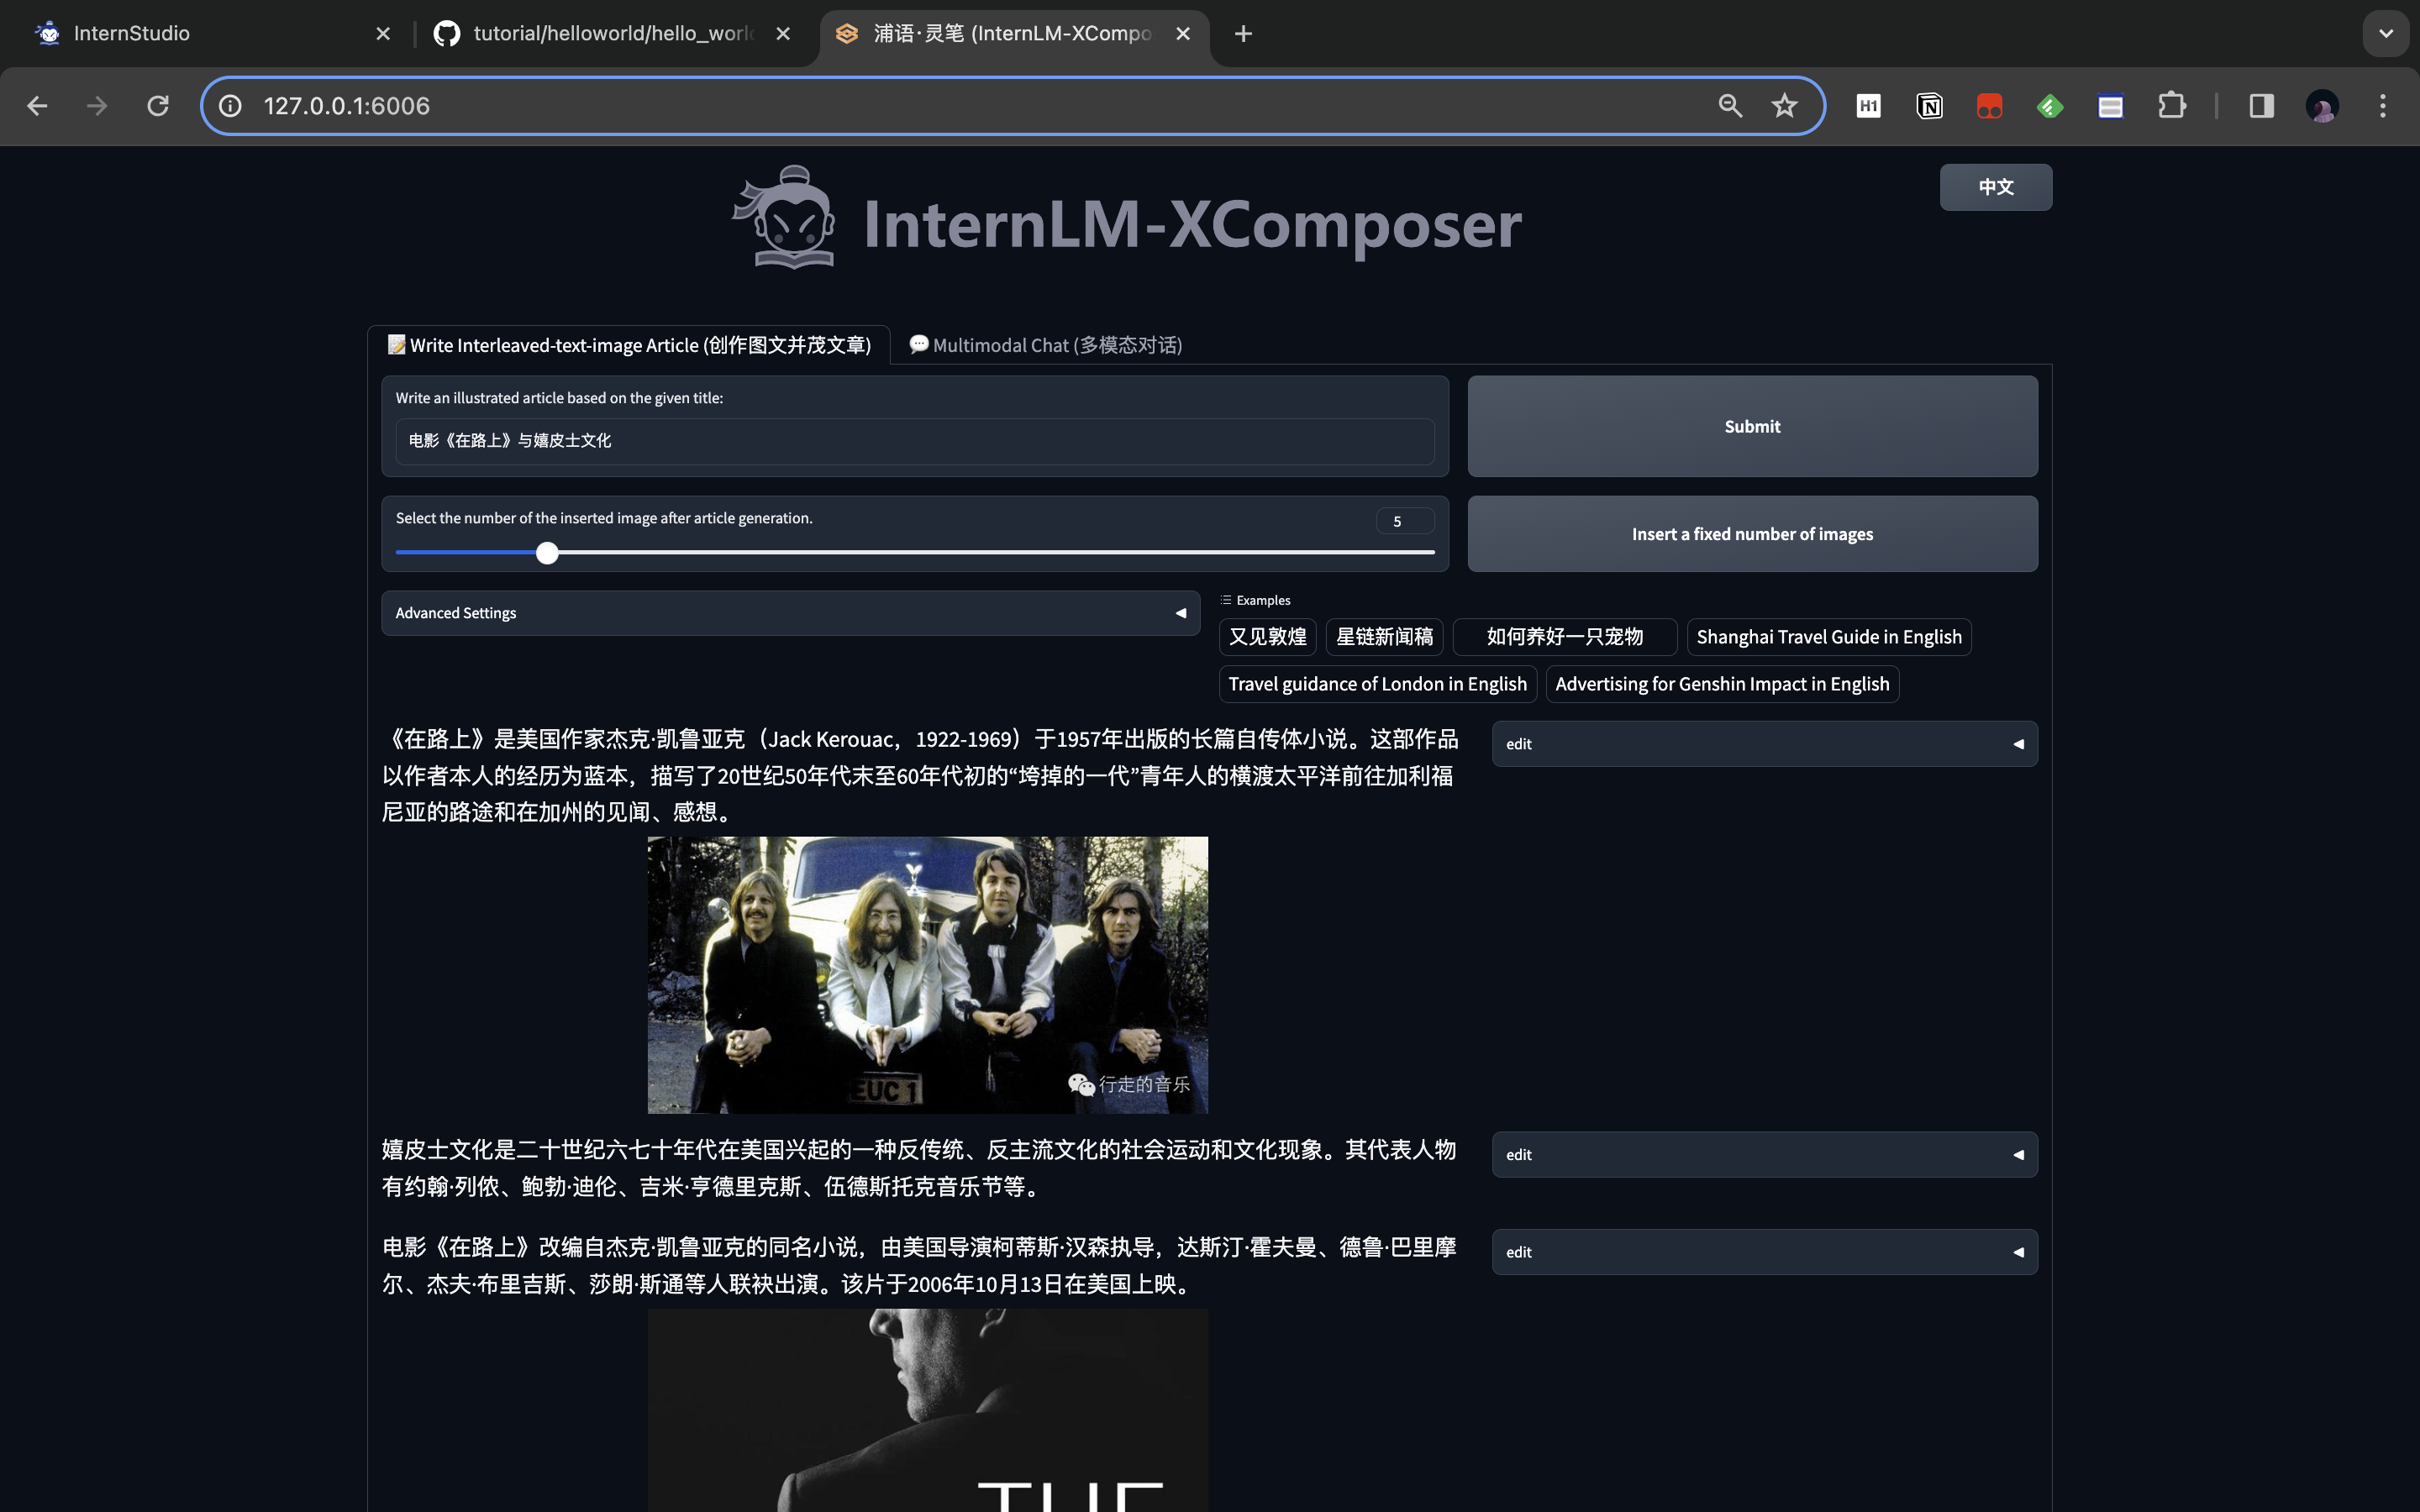 InternStudio
tutorial/helloworld/hello_worl
浦语·灵笔 (InternLM-XCompo
127.0.0.1:6006
H1
InternLM-XComposer
中文
Write Interleaved-text-image Article (创作图文并茂文章)
Multimodal Chat (多模态对话)
Write an illustrated article based on the given title:
电影《在路上》与嬉皮士文化
Submit
Select the number of the inserted image after article generation.
5
Insert a fixed number of images
Advanced Settings
Examples
又见敦煌
星链新闻稿
如何养好一只宠物
Shanghai Travel Guide in English
Travel guidance of London in English
Advertising for Genshin Impact in English
《在路上》是美国作家杰克·凯鲁亚克（Jack Kerouac，1922-1969）于1957年出版的长篇自传体小说。这部作品
以作者本人的经历为蓝本，描写了20世纪50年代末至60年代初的“垮掉的一代”青年人的横渡太平洋前往加利福
尼亚的路途和在加州的见闻、感想。
edit
EUC 1
行走的音乐
嬉皮士文化是二十世纪六七十年代在美国兴起的一种反传统、反主流文化的社会运动和文化现象。其代表人物
有约翰·列侬、鲍勃·迪伦、吉米·亨德里克斯、伍德斯托克音乐节等。
edit
电影《在路上》改编自杰克·凯鲁亚克的同名小说，由美国导演柯蒂斯·汉森执导，达斯汀·霍夫曼、德鲁·巴里摩
尔、杰夫·布里吉斯、莎朗·斯通等人联袂出演。该片于2006年10月13日在美国上映。
edit
THE